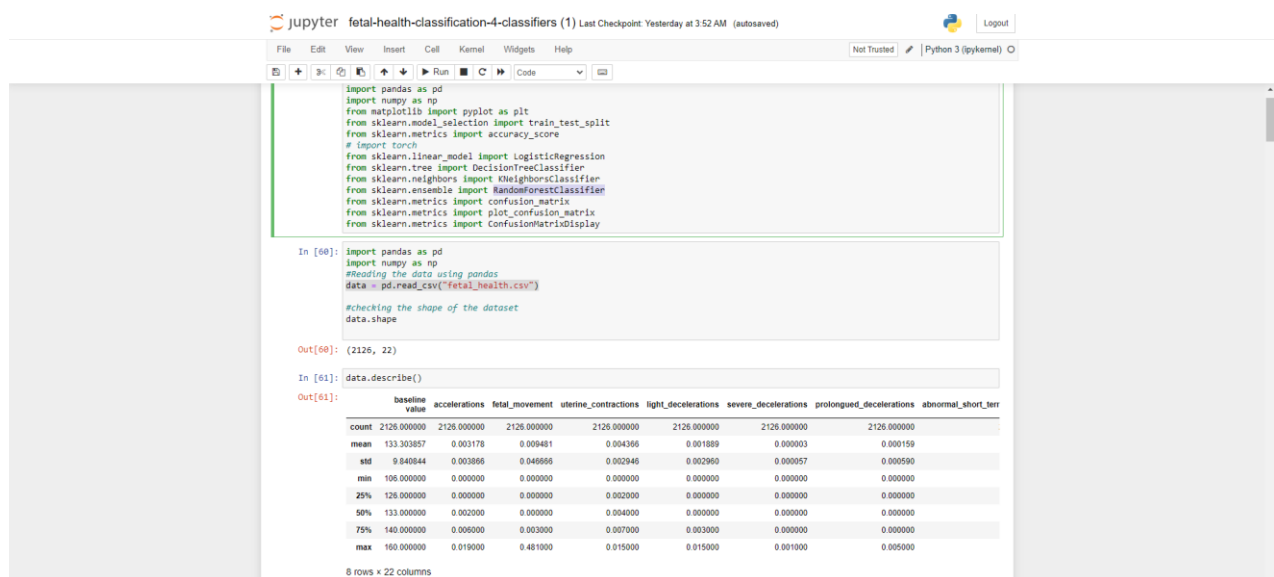 jupyter fetal-health-classification-4-classifiers (1) Last Checkpoint: Yesterday at 3:52 AM (autosaved)
Logout
File Edit View Insert Cell Kernel Widgets Help
Not Trusted Python 3 (ipykernel)
Run Code
import pandas as pd
import numpy as np
from matplotlib import pyplot as plt
from sklearn.model_selection import train_test_split
from sklearn.metrics import accuracy_score
# import torch
from sklearn.linear_model import LogisticRegression
from sklearn.tree import DecisionTreeClassifier
from sklearn.neighbors import KNeighborsClassifier
from sklearn.ensemble import RandomForestClassifier
from sklearn.metrics import confusion_matrix
from sklearn.metrics import plot_confusion_matrix
from sklearn.metrics import ConfusionMatrixDisplay
In [60]: import pandas as pd
import numpy as np
#Reading the data using pandas
data = pd.read_csv("fetal_health.csv")
#checking the shape of the dataset
data.shape
Out[60]: (2126, 22)
In [61]: data.describe()
Out[61]:
baseline value accelerations fetal_movement uterine_contractions light_decelerations severe_decelerations prolongued_decelerations abnormal_short_terr
count 2126.000000 2126.000000 2126.000000 2126.000000 2126.000000 2126.000000 2126.000000
mean 133.303857 0.003178 0.009481 0.004366 0.001889 0.000003 0.000159
std 9.840844 0.003866 0.046666 0.002946 0.002960 0.000057 0.000590
min 106.000000 0.000000 0.000000 0.000000 0.000000 0.000000 0.000000
25% 126.000000 0.000000 0.000000 0.002000 0.000000 0.000000 0.000000
50% 133.000000 0.002000 0.000000 0.004000 0.000000 0.000000 0.000000
75% 140.000000 0.006000 0.003000 0.007000 0.003000 0.000000 0.000000
max 160.000000 0.019000 0.481000 0.015000 0.015000 0.001000 0.005000
8 rows × 22 columns